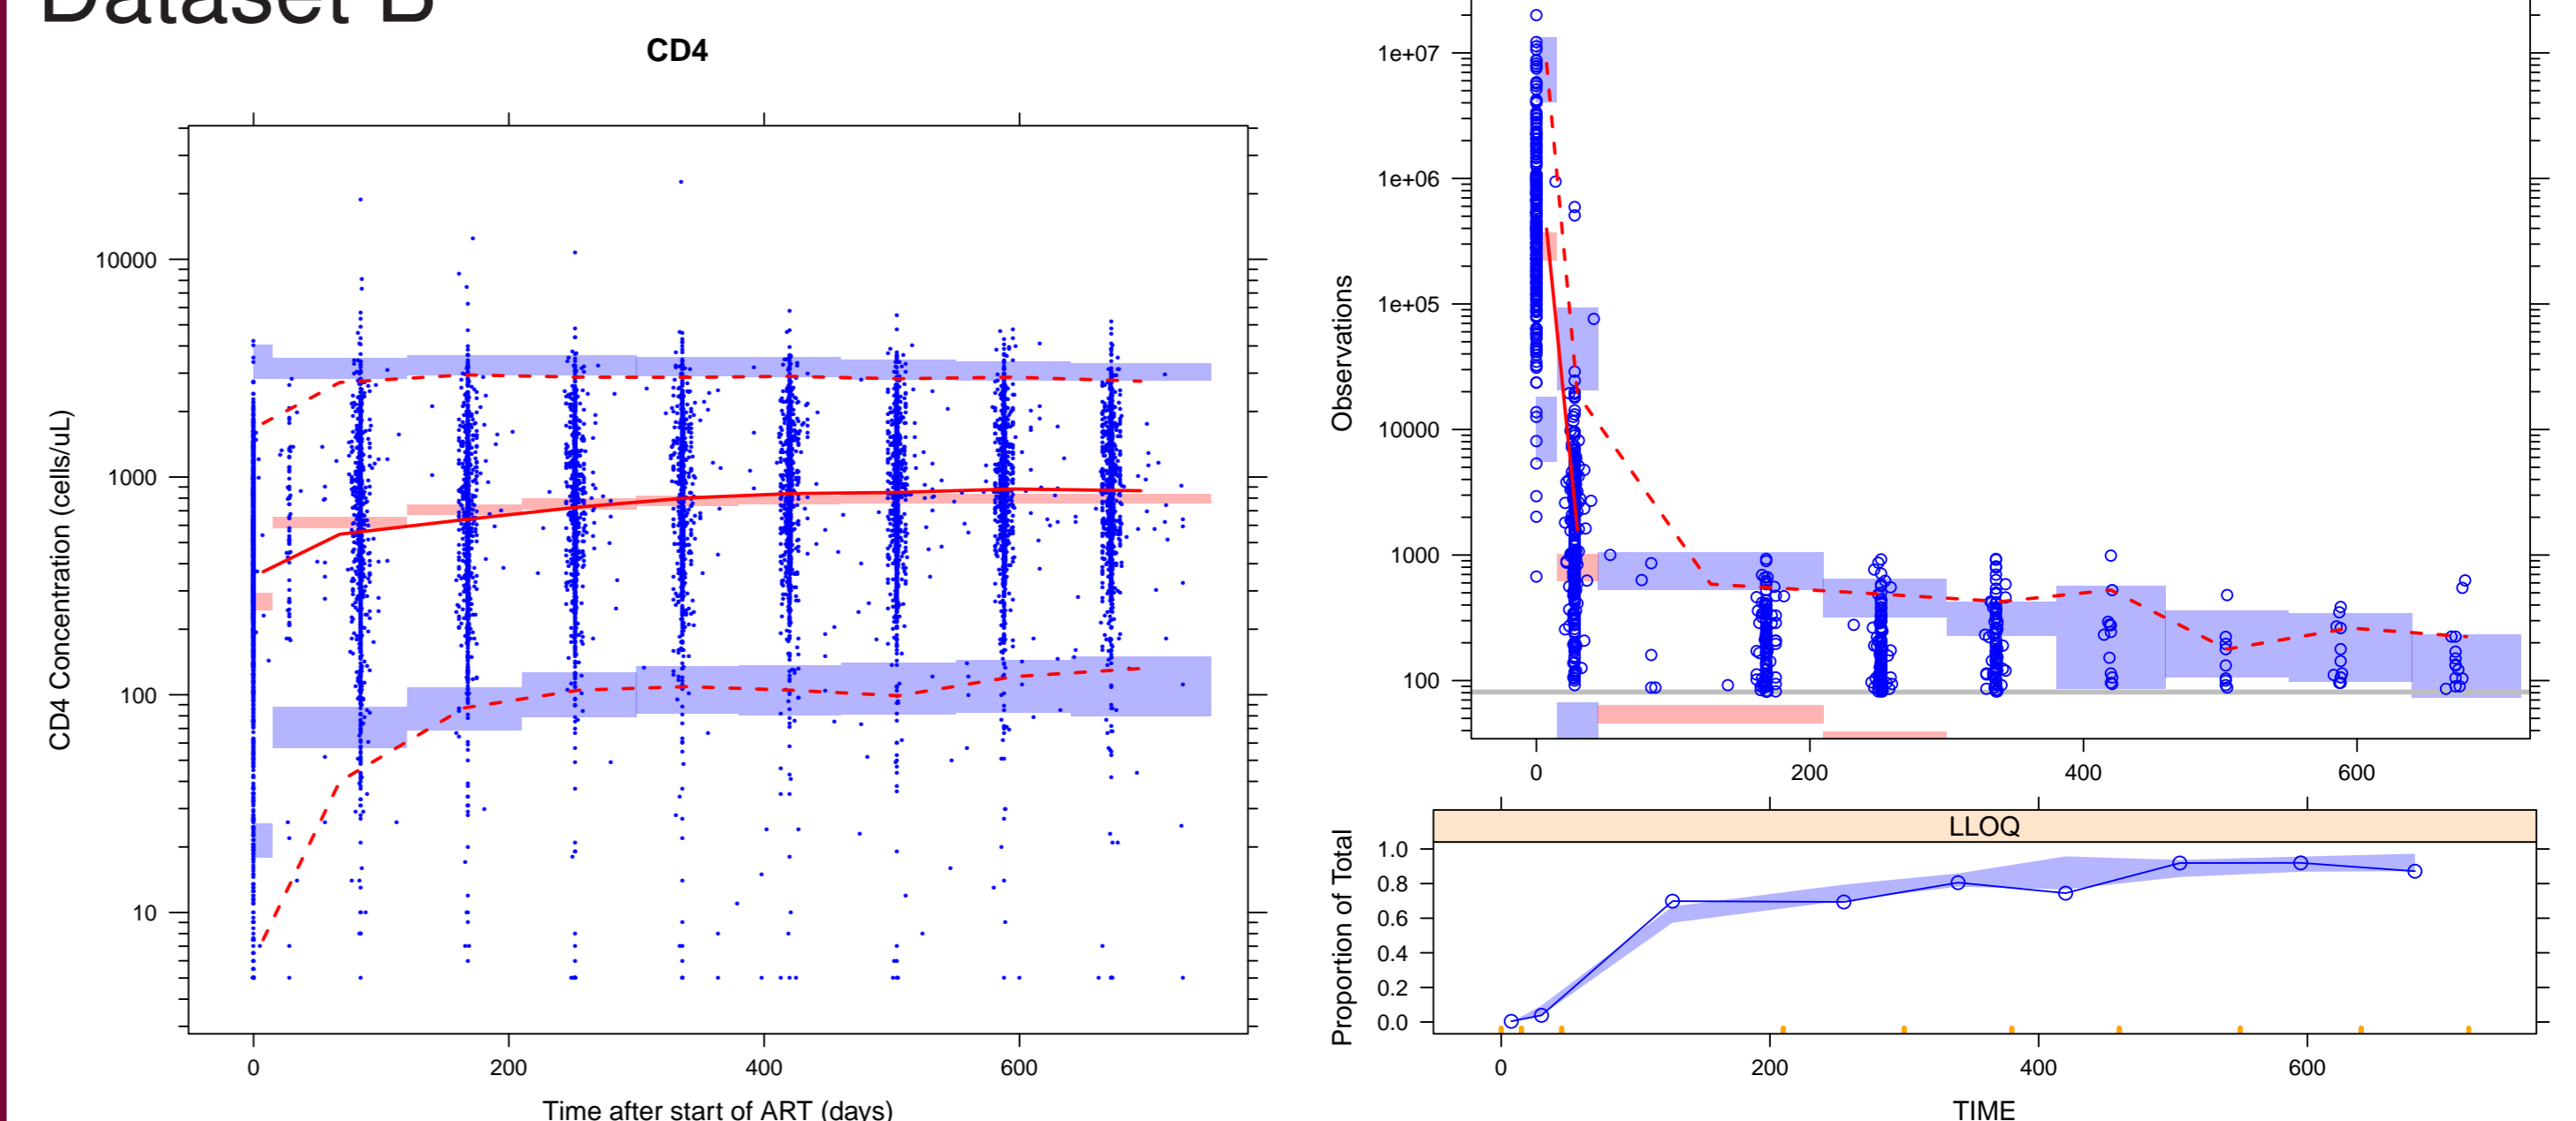 Dataset B
CD4
CD4 Concentration (cells/uL)
10000
1000
100
10
0 200 400 600
Time after start of ART (days)
Observations
1e+07
1e+06
1e+05
10000
1000
100
0 200 400 600
LLOQ
Proportion of Total
1.0
0.8
0.6
0.4
0.2
0.0
0 200 400 600
TIME